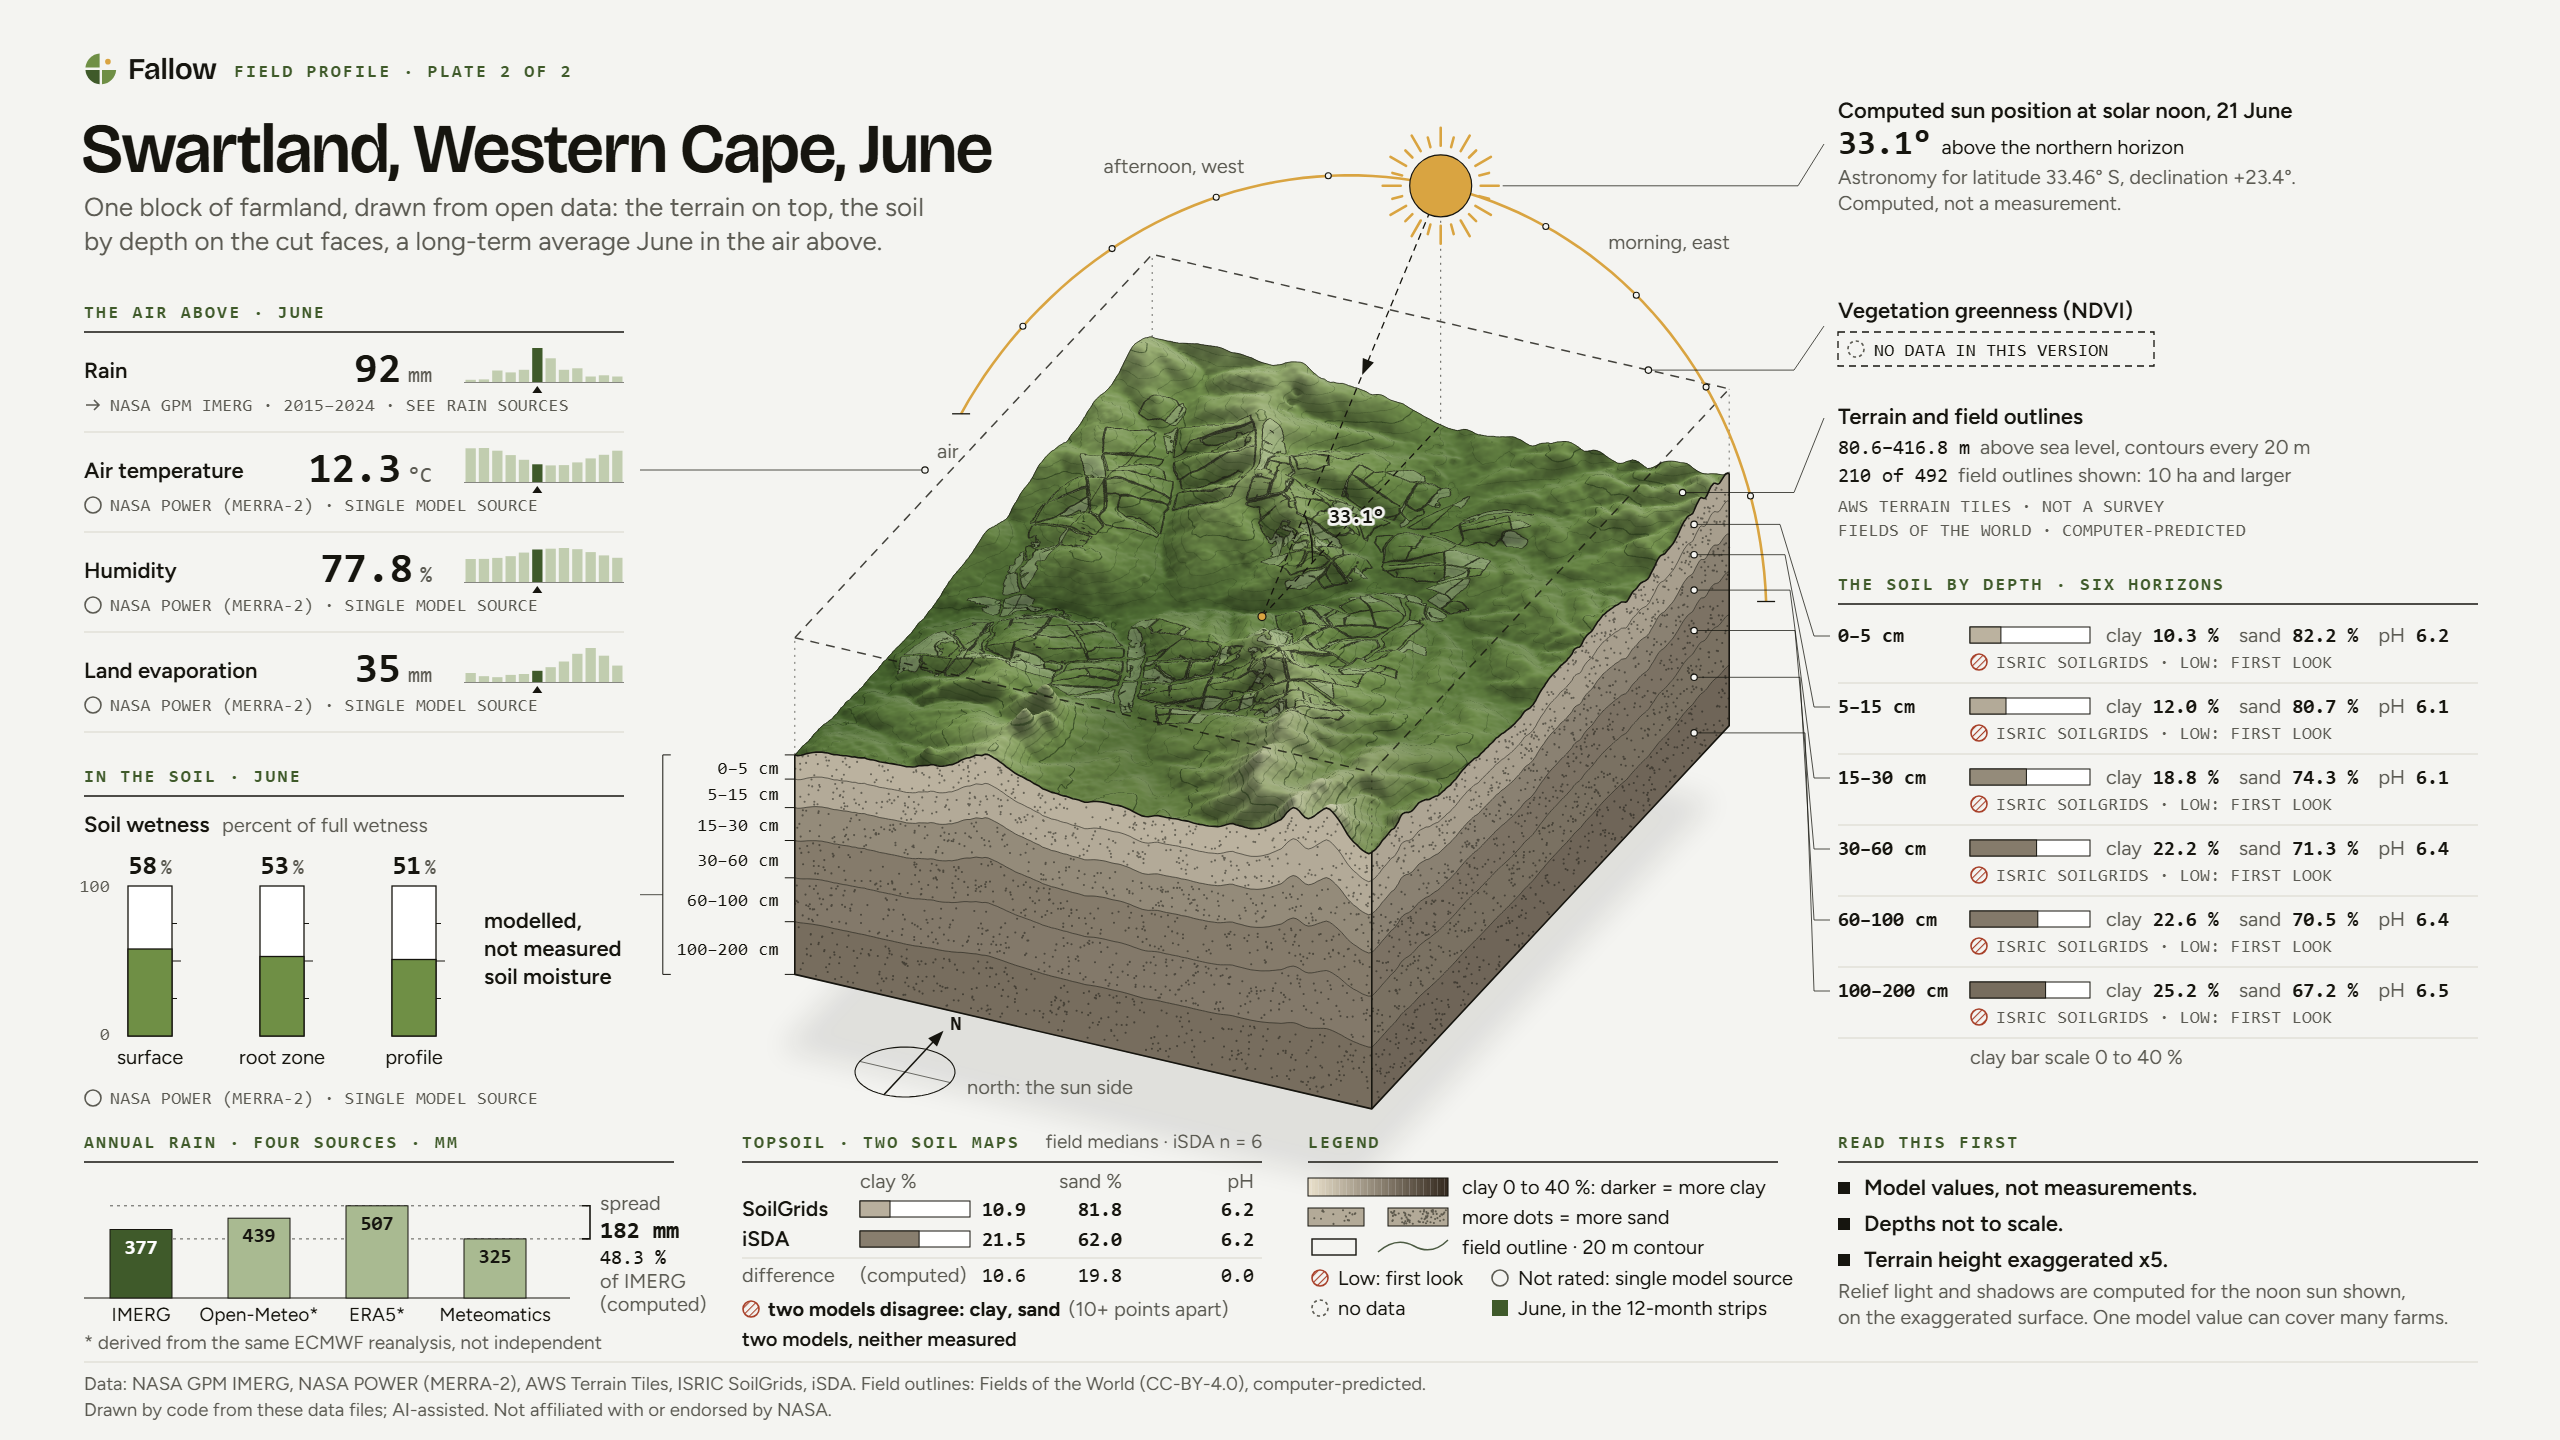 Fallow FIELD PROFILE · PLATE 2 OF 2
Swartland, Western Cape, June
One block of farmland, drawn from open data: the terrain on top, the soil
by depth on the cut faces, a long-term average June in the air above.
THE AIR ABOVE · JUNE
Rain 92 mm
→ NASA GPM IMERG · 2015–2024 · SEE RAIN SOURCES
Air temperature 12.3 °C
NASA POWER (MERRA-2) · SINGLE MODEL SOURCE
Humidity 77.8 %
NASA POWER (MERRA-2) · SINGLE MODEL SOURCE
Land evaporation 35 mm
NASA POWER (MERRA-2) · SINGLE MODEL SOURCE
IN THE SOIL · JUNE
Soil wetness percent of full wetness
58 % 53 % 51 %
100
0
modelled,
not measured
soil moisture
surface root zone profile
NASA POWER (MERRA-2) · SINGLE MODEL SOURCE
afternoon, west
morning, east
air
33.1°
0–5 cm
5–15 cm
15–30 cm
30–60 cm
60–100 cm
100–200 cm
N
north: the sun side
Computed sun position at solar noon, 21 June
33.1° above the northern horizon
Astronomy for latitude 33.46° S, declination +23.4°.
Computed, not a measurement.
Vegetation greenness (NDVI)
NO DATA IN THIS VERSION
Terrain and field outlines
80.6–416.8 m above sea level, contours every 20 m
210 of 492 field outlines shown: 10 ha and larger
AWS TERRAIN TILES · NOT A SURVEY
FIELDS OF THE WORLD · COMPUTER-PREDICTED
THE SOIL BY DEPTH · SIX HORIZONS
0–5 cm clay 10.3 % sand 82.2 % pH 6.2
ISRIC SOILGRIDS · LOW: FIRST LOOK
5–15 cm clay 12.0 % sand 80.7 % pH 6.1
ISRIC SOILGRIDS · LOW: FIRST LOOK
15–30 cm clay 18.8 % sand 74.3 % pH 6.1
ISRIC SOILGRIDS · LOW: FIRST LOOK
30–60 cm clay 22.2 % sand 71.3 % pH 6.4
ISRIC SOILGRIDS · LOW: FIRST LOOK
60–100 cm clay 22.6 % sand 70.5 % pH 6.4
ISRIC SOILGRIDS · LOW: FIRST LOOK
100–200 cm clay 25.2 % sand 67.2 % pH 6.5
ISRIC SOILGRIDS · LOW: FIRST LOOK
clay bar scale 0 to 40 %
ANNUAL RAIN · FOUR SOURCES · MM
377 439 507 325
IMERG Open-Meteo* ERA5* Meteomatics
spread
182 mm
48.3 %
of IMERG
(computed)
* derived from the same ECMWF reanalysis, not independent
TOPSOIL · TWO SOIL MAPS field medians · iSDA n = 6
clay % sand % pH
SoilGrids 10.9 81.8 6.2
iSDA 21.5 62.0 6.2
difference (computed) 10.6 19.8 0.0
two models disagree: clay, sand (10+ points apart)
two models, neither measured
LEGEND
clay 0 to 40 %: darker = more clay
more dots = more sand
field outline · 20 m contour
Low: first look Not rated: single model source
no data June, in the 12-month strips
READ THIS FIRST
Model values, not measurements.
Depths not to scale.
Terrain height exaggerated x5.
Relief light and shadows are computed for the noon sun shown,
on the exaggerated surface. One model value can cover many farms.
Data: NASA GPM IMERG, NASA POWER (MERRA-2), AWS Terrain Tiles, ISRIC SoilGrids, iSDA. Field outlines: Fields of the World (CC-BY-4.0), computer-predicted.
Drawn by code from these data files; AI-assisted. Not affiliated with or endorsed by NASA.